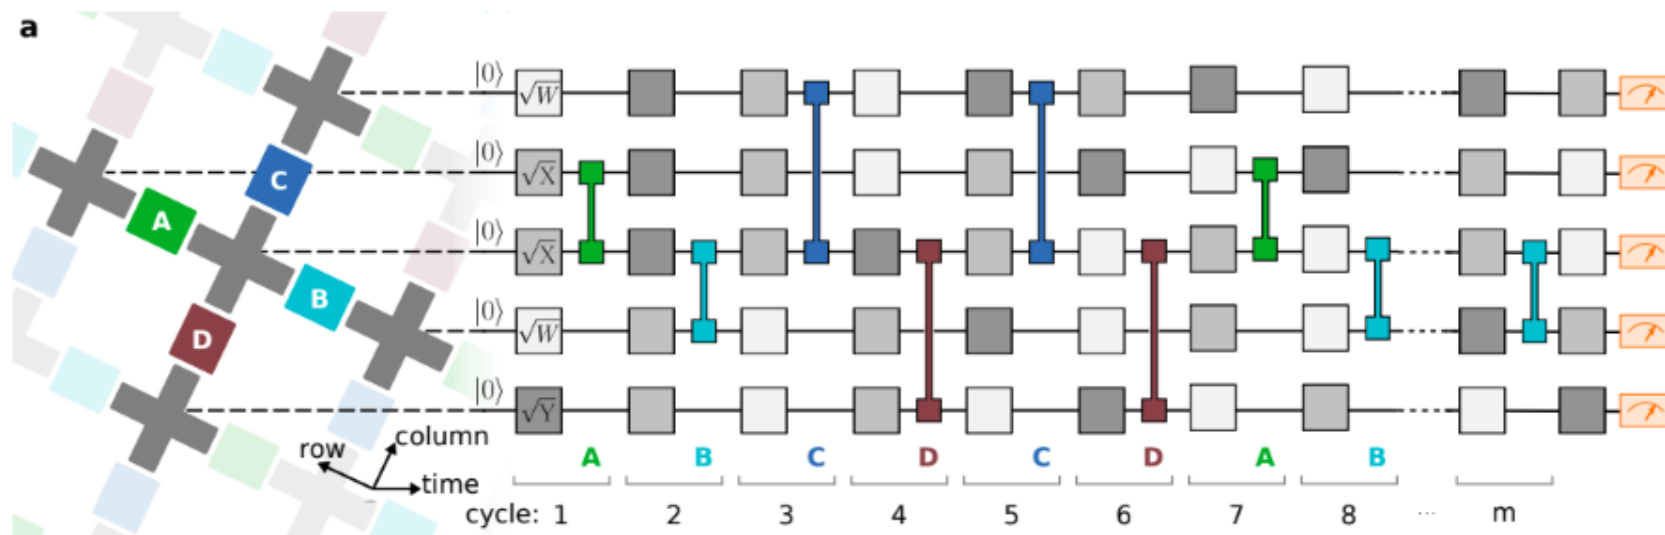 a
|0⟩ √W
|0⟩ √X
C
A
|0⟩ √X
B
|0⟩ √W
D
|0⟩ √Y
row column time
A B C D C D A B
cycle: 1 2 3 4 5 6 7 8 ... m